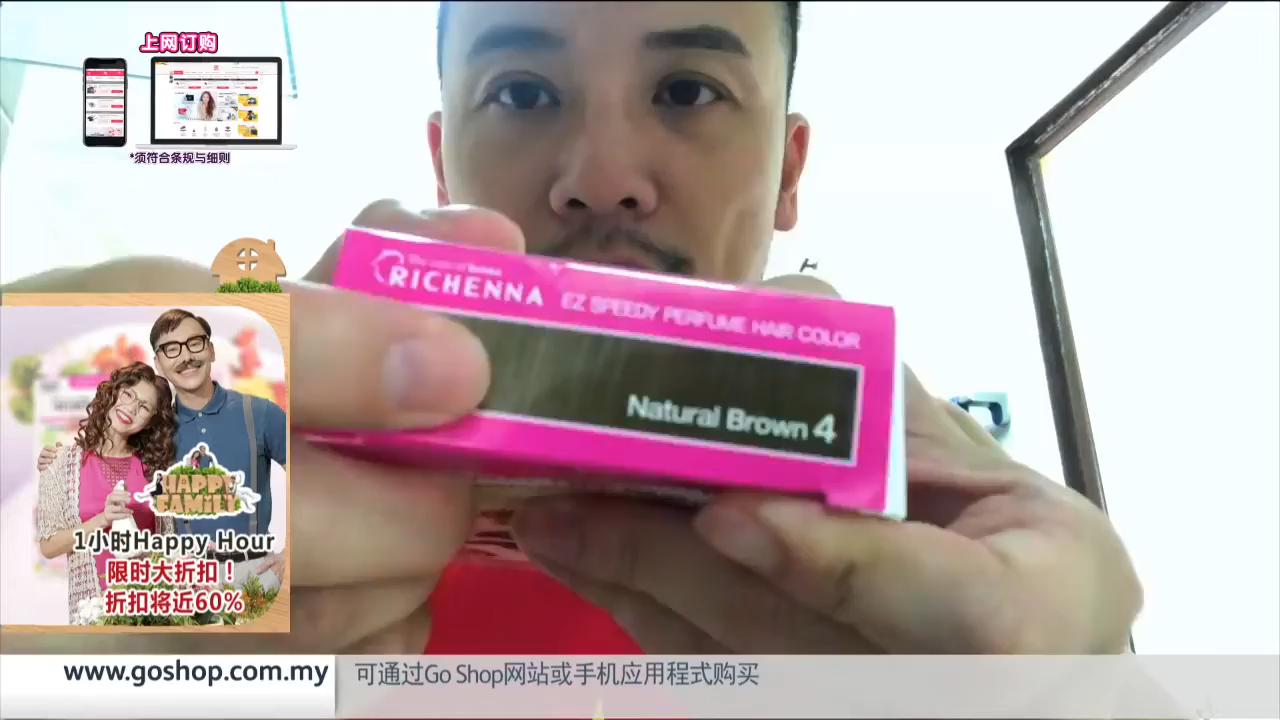 上网订购
*须符合条规与细则
RICHENNA
EZ SPEEDY PERFUME HAIR COLOR
Natural Brown 4
HAPPY
FAMILY
1小时Happy Hour
限时大折扣！
折扣将近60%
www.goshop.com.my
可通过Go Shop网站或手机应用程式购买